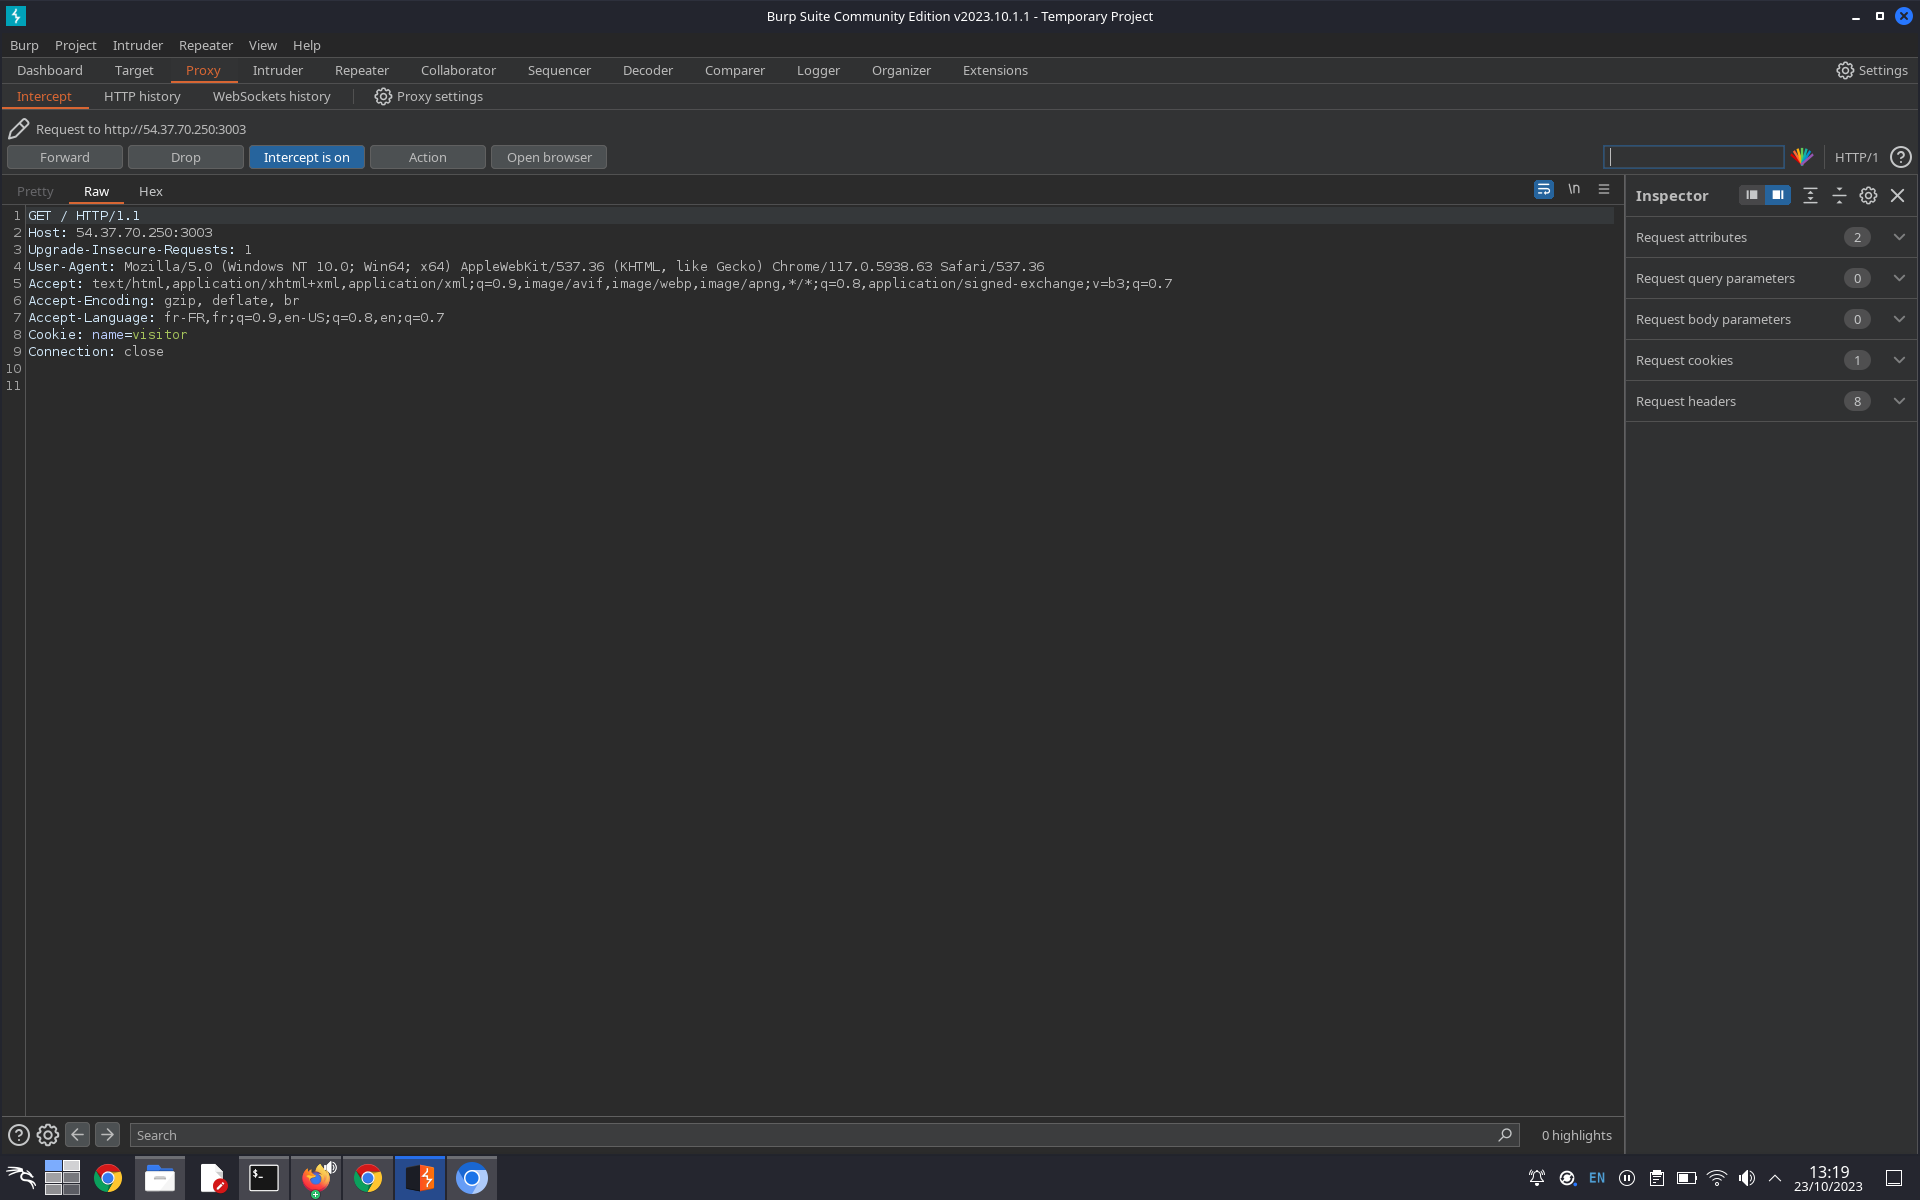 Burp Suite Community Edition v2023.10.1.1 - Temporary Project
Burp Project Intruder Repeater View Help
Dashboard Target Proxy Intruder Repeater Collaborator Sequencer Decoder Comparer Logger Organizer Extensions Settings
Intercept HTTP history WebSockets history Proxy settings
Request to http://54.37.70.250:3003
Forward Drop Intercept is on Action Open browser HTTP/1 ?
Pretty Raw Hex \n
Inspector
1 GET / HTTP/1.1
2 Host: 54.37.70.250:3003
3 Upgrade-Insecure-Requests: 1
4 User-Agent: Mozilla/5.0 (Windows NT 10.0; Win64; x64) AppleWebKit/537.36 (KHTML, like Gecko) Chrome/117.0.5938.63 Safari/537.36
5 Accept: text/html,application/xhtml+xml,application/xml;q=0.9,image/avif,image/webp,image/apng,*/*;q=0.8,application/signed-exchange;v=b3;q=0.7
6 Accept-Encoding: gzip, deflate, br
7 Accept-Language: fr-FR,fr;q=0.9,en-US;q=0.8,en;q=0.7
8 Cookie: name=visitor
9 Connection: close
10
11
Request attributes 2
Request query parameters 0
Request body parameters 0
Request cookies 1
Request headers 8
? Search 0 highlights
$_ EN 13:19
23/10/2023